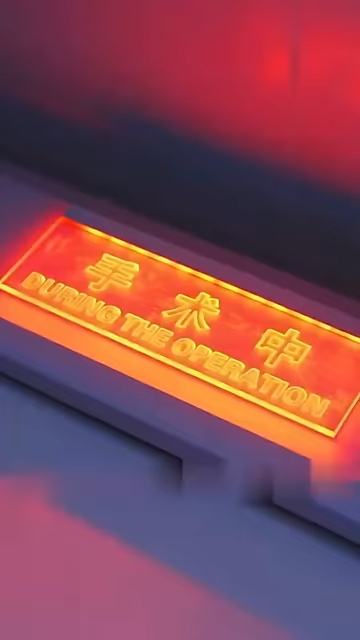 手术中
DURING THE OPERATION